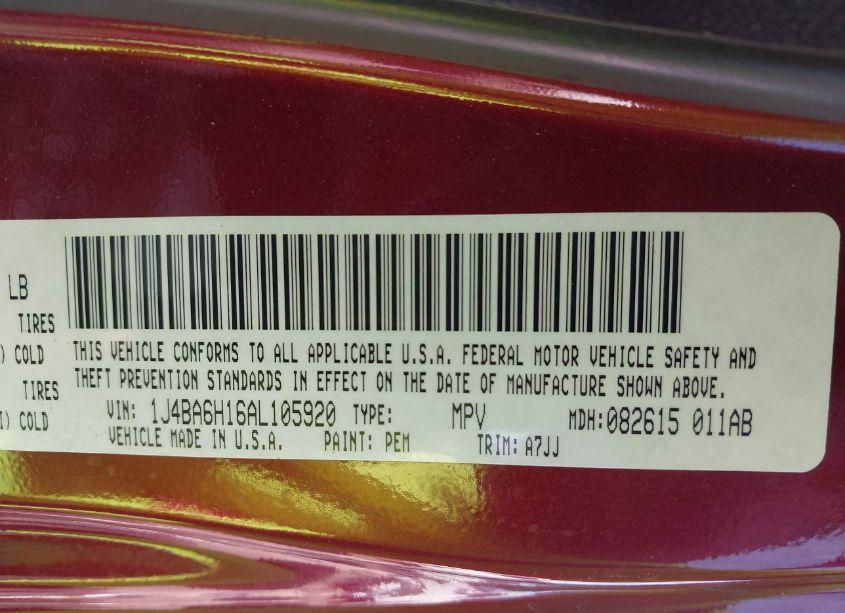 LB
TIRES
) COLD
TIRES
I) COLD
THIS VEHICLE CONFORMS TO ALL APPLICABLE U.S.A. FEDERAL MOTOR VEHICLE SAFETY AND
THEFT PREVENTION STANDARDS IN EFFECT ON THE DATE OF MANUFACTURE SHOWN ABOVE.
VIN: 1J4BA6H16AL105920 TYPE: MPV MDH:082615 011AB
VEHICLE MADE IN U.S.A. PAINT: PEM TRIM: A7JJ